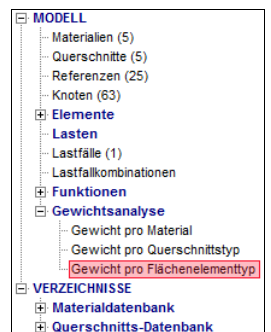 MODELL
Materialien (5)
Querschnitte (5)
Referenzen (25)
Knoten (63)
Elemente
Lasten
Lastfälle (1)
Lastfallkombinationen
Funktionen
Gewichtsanalyse
Gewicht pro Material
Gewicht pro Querschnittstyp
Gewicht pro Flächenelementtyp
VERZEICHNISSE
Materialdatenbank
Querschnitts-Datenbank